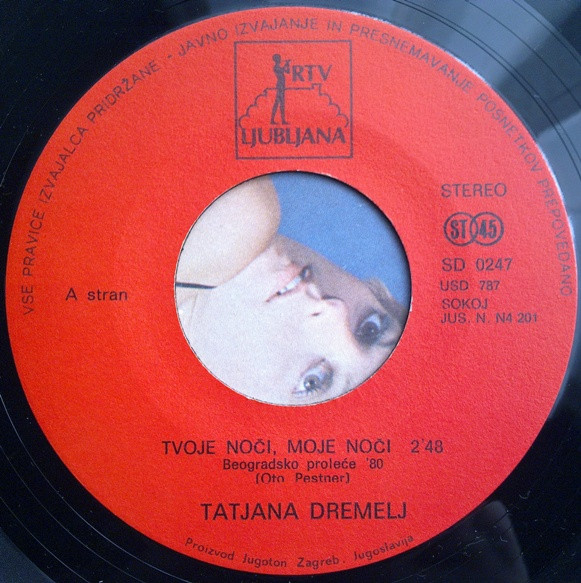 VSE PRAVICE IZVAJALCA PRIDRŽANE - JAVNO IZVAJANJE IN PRESNEMAVANJE POSNETKOV PREPOVEDANO
RTV
LJUBLJANA
STEREO
ST 45
SD 0247
USD 787
SOKOJ
JUS. N. N4 201
A stran
TVOJE NOČI, MOJE NOČI 2'48
Beogradsko proleće '80
(Oto Pestner)
TATJANA DREMELJ
Proizvod Jugoton Zagreb, Jugoslavija